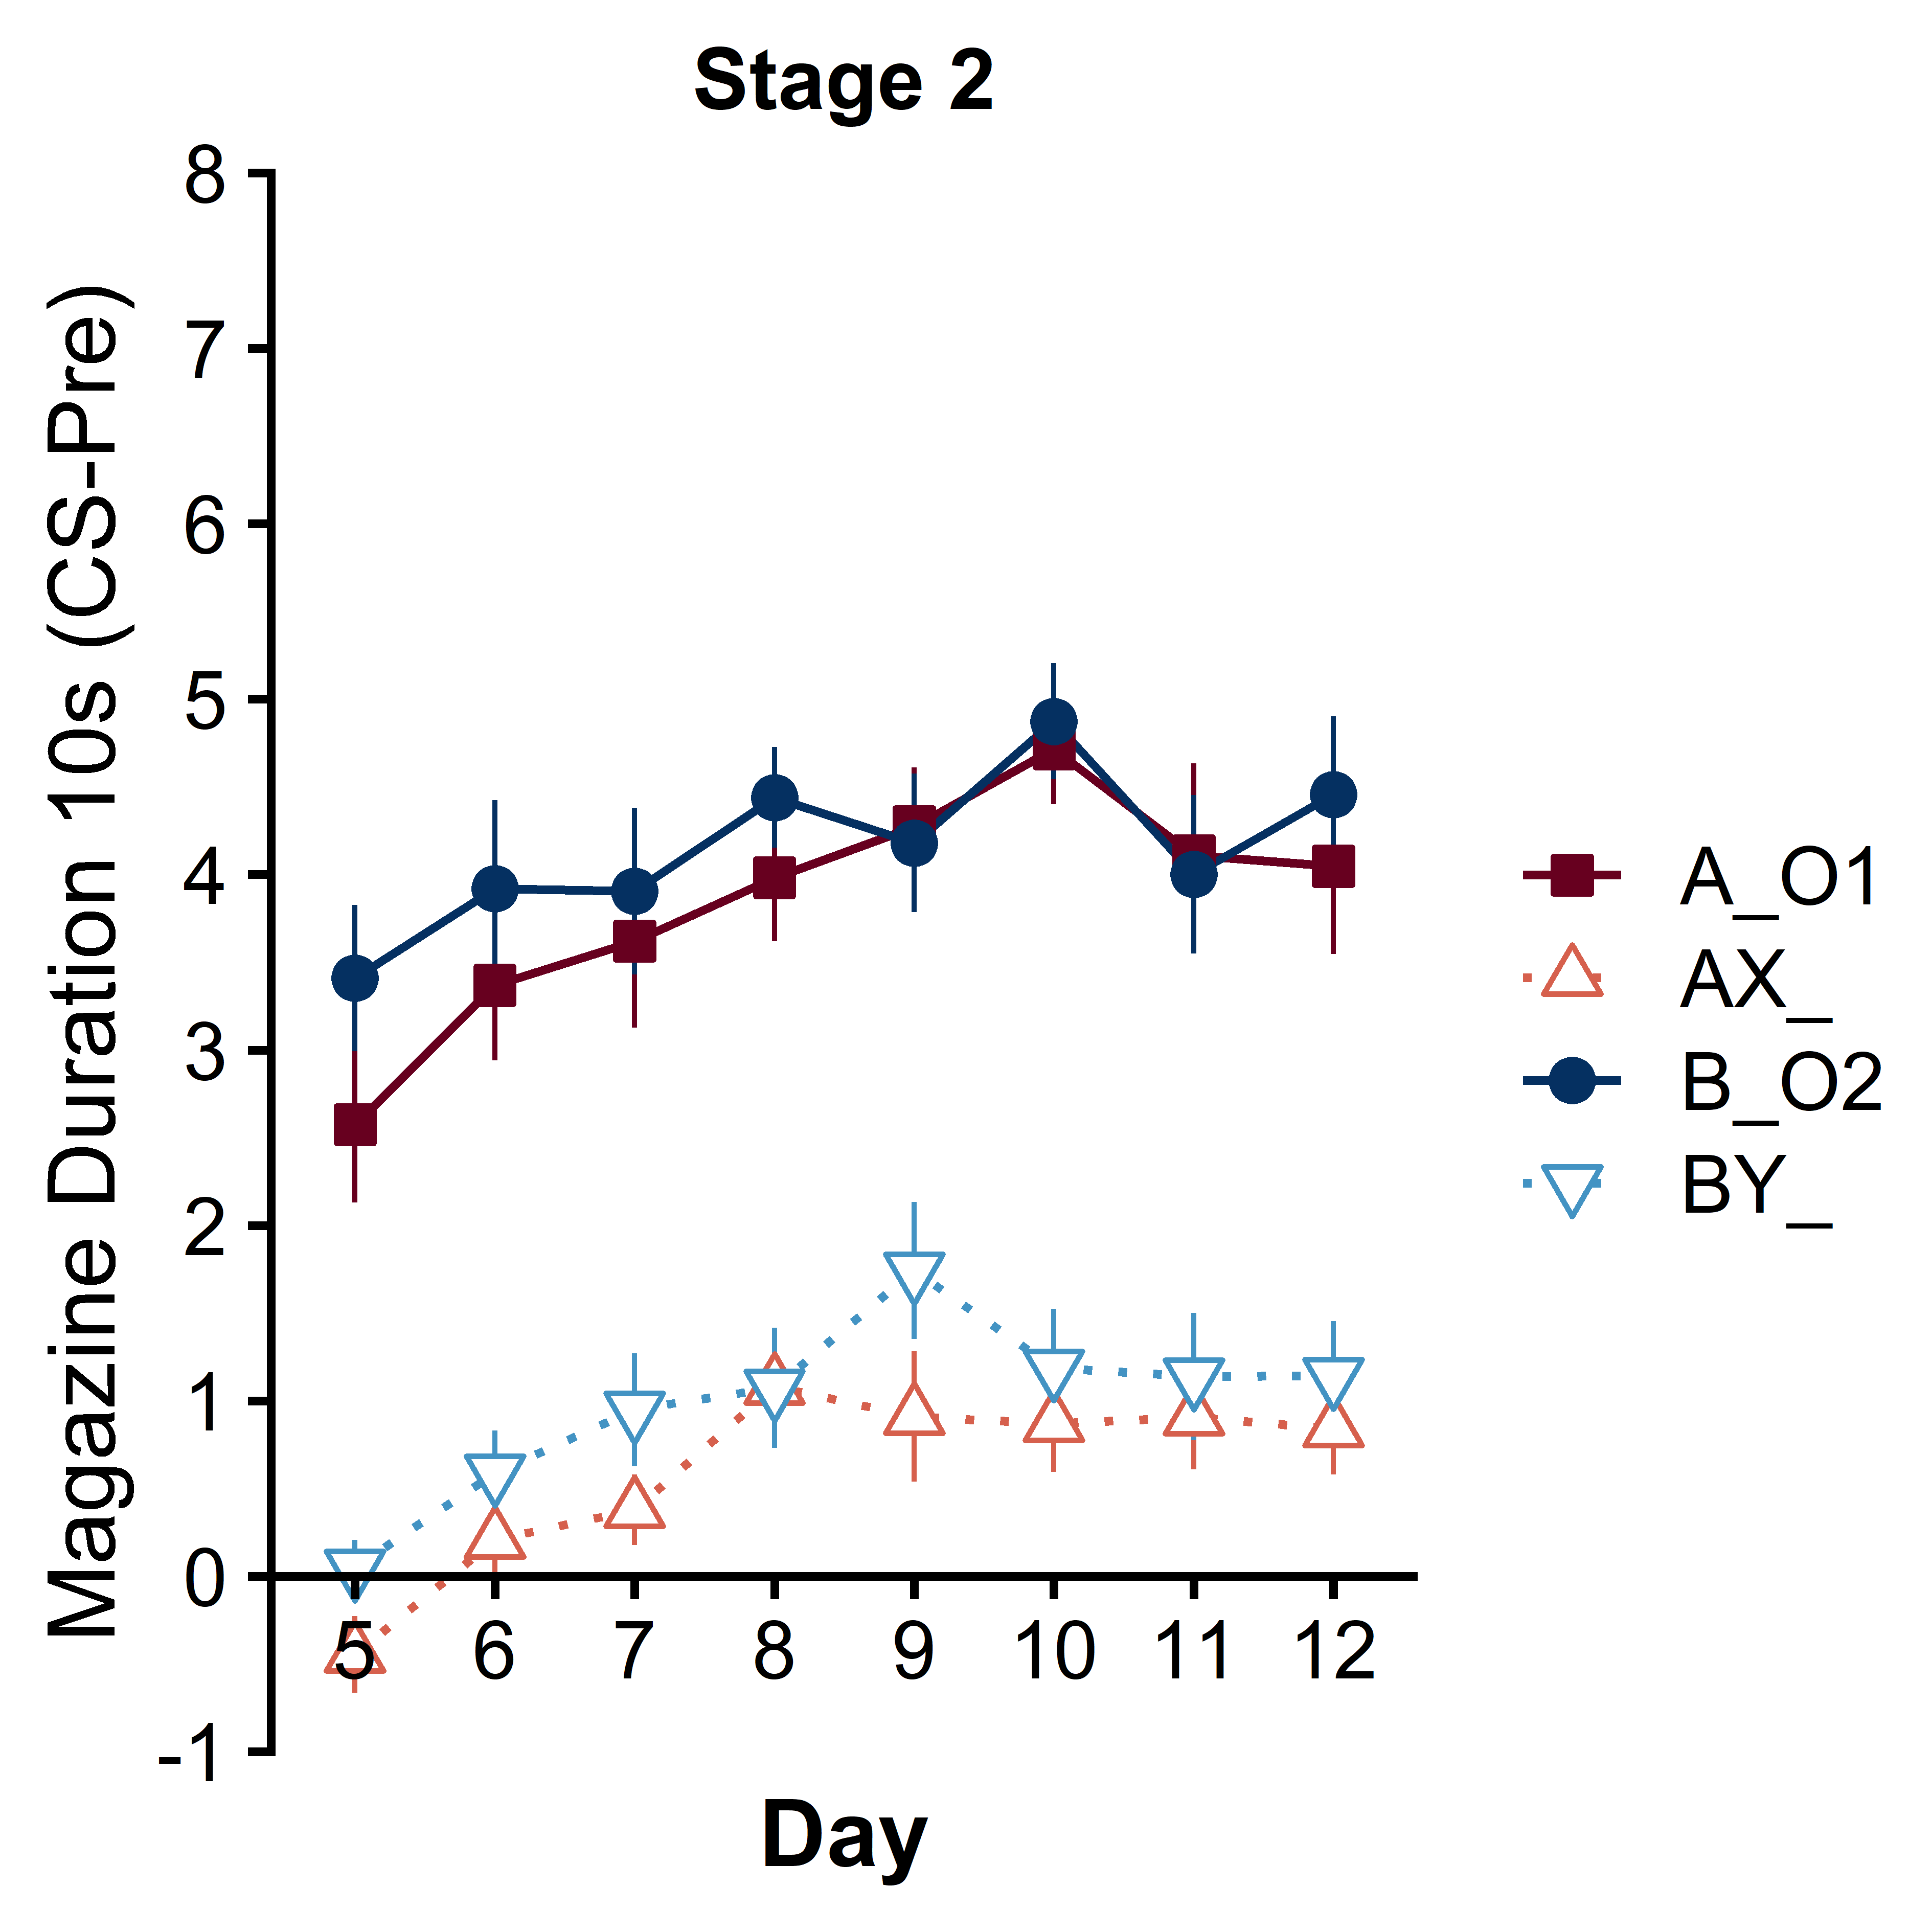 Stage 2
Magazine Duration 10s (CS-Pre)
8
7
6
5
4
3
2
1
0
-1
5 6 7 8 9 10 11 12
Day
A_O1
AX_
B_O2
BY_